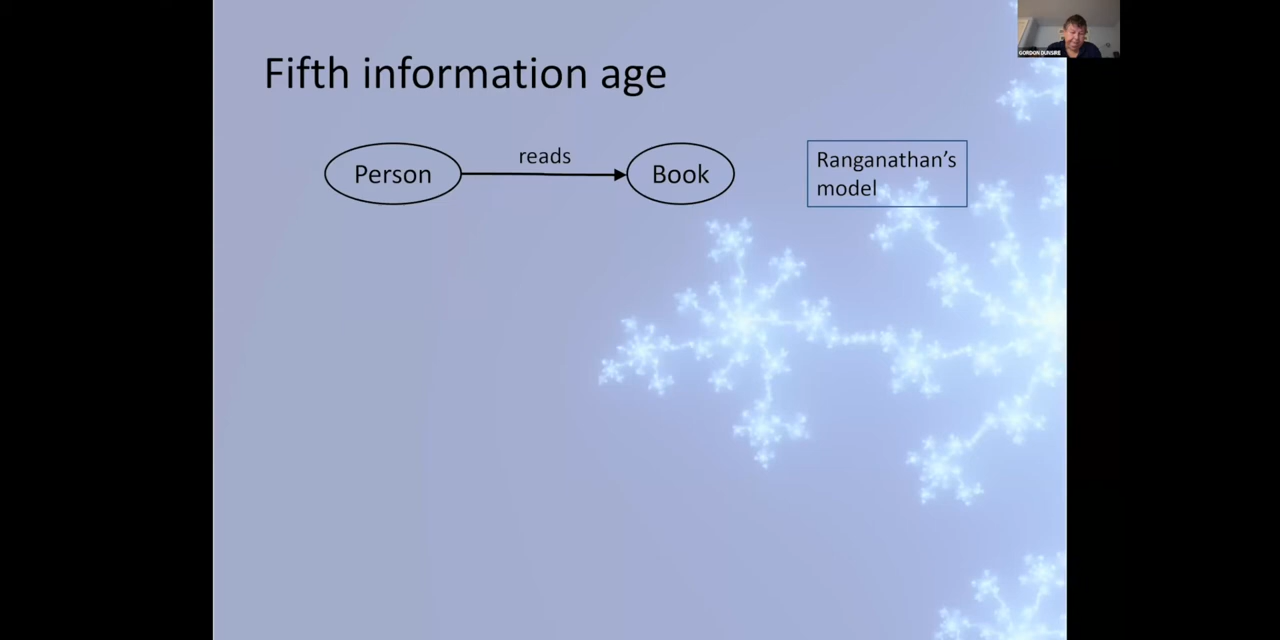 GORDON DUNSIRE
Fifth information age
Person
reads
Book
Ranganathan’s
model